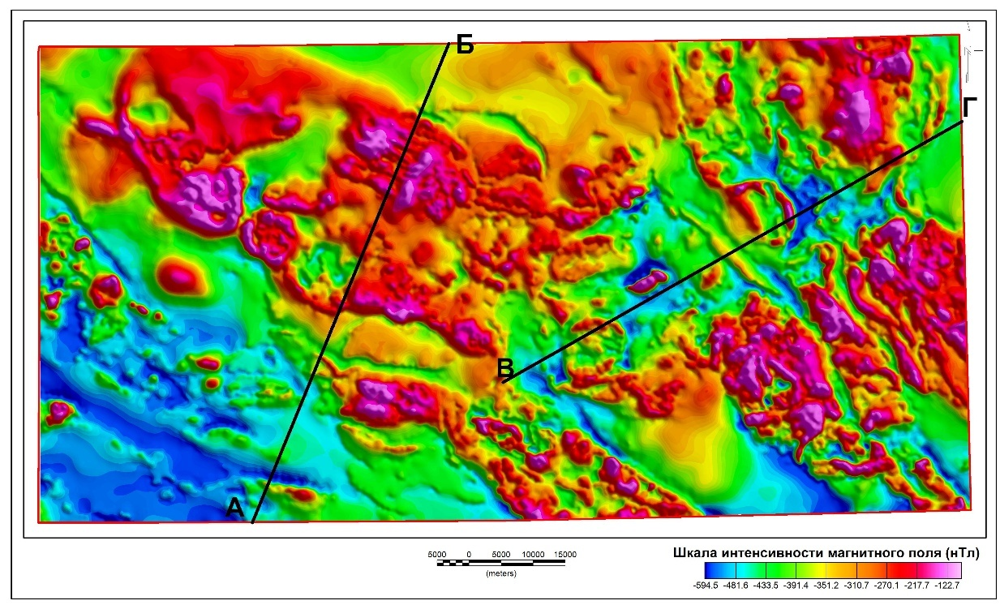 Б
Г
В
А
5000 0 5000 10000 15000
(meters)
Шкала интенсивности магнитного поля (нТл)
-594.5 -481.6 -433.5 -391.4 -351.2 -310.7 -270.1 -217.7 -122.7